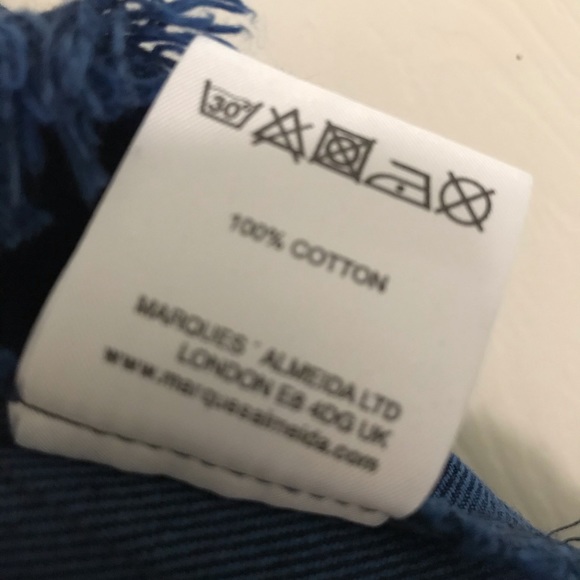 30°
100% COTTON
MARQUES ' ALMEIDA LTD
LONDON E8 4DG UK
www.marquesalmeida.com